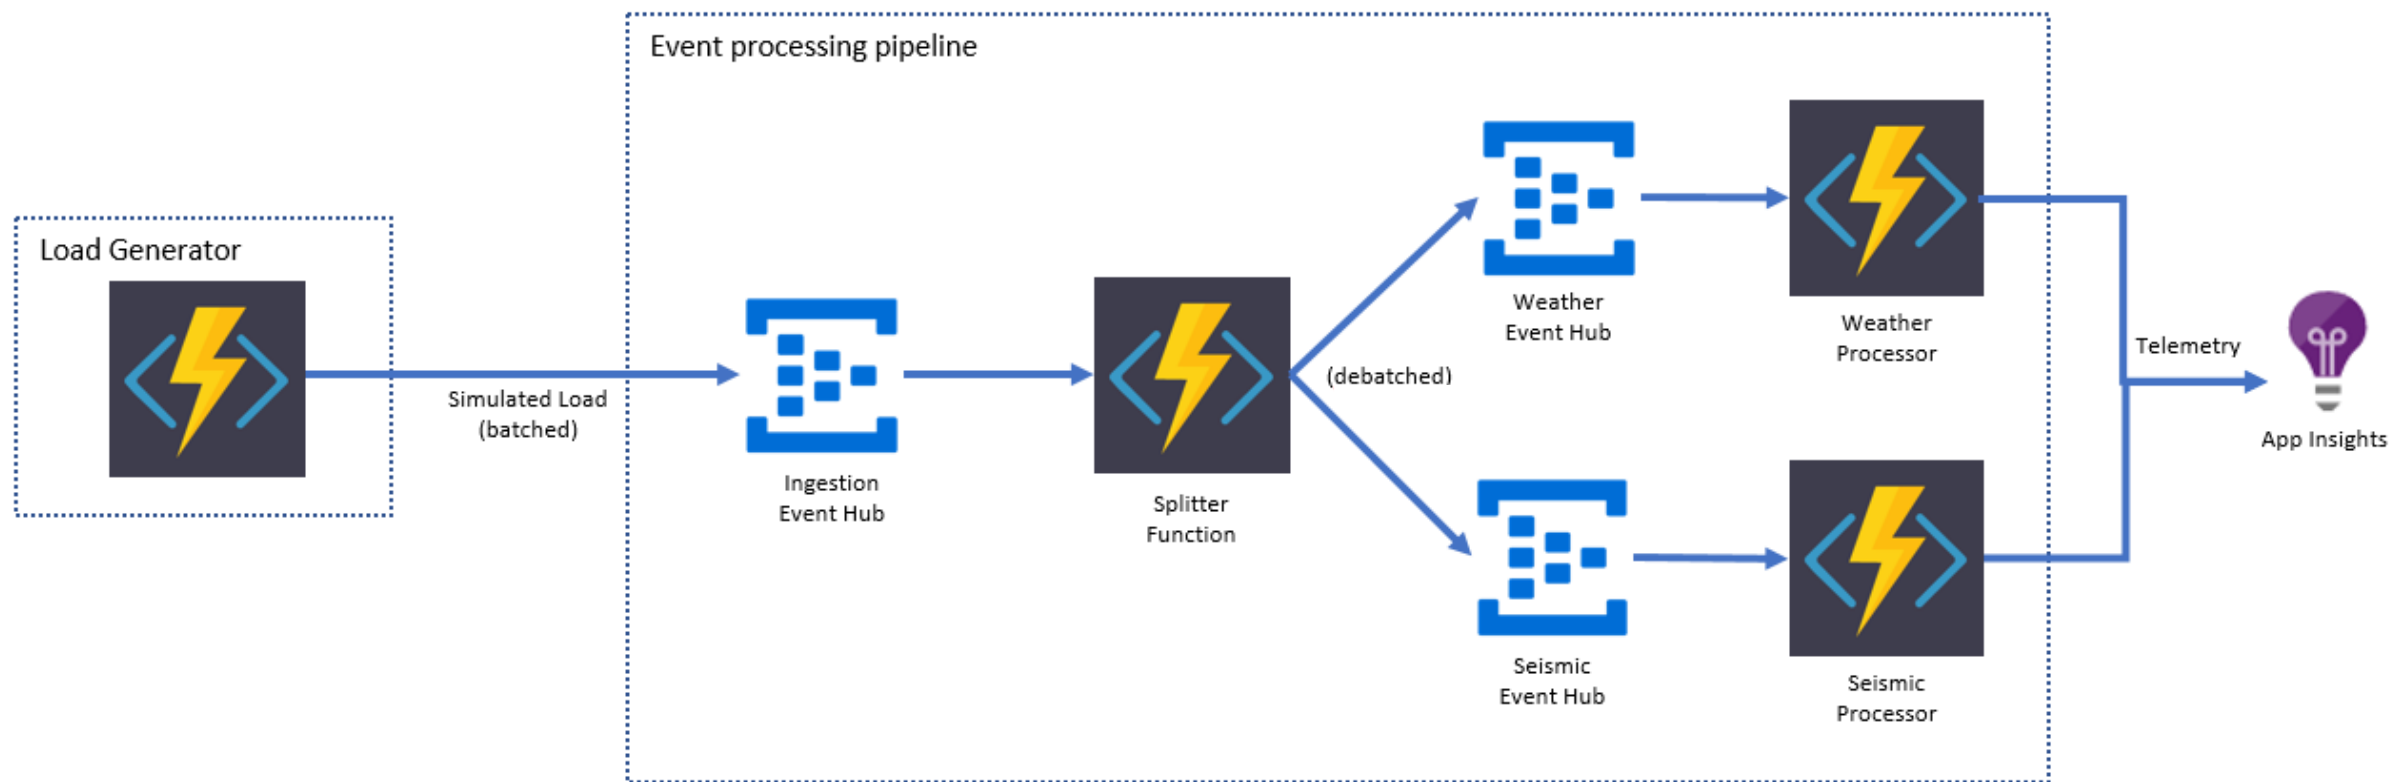 Event processing pipeline
Load Generator
Simulated Load
(batched)
Ingestion
Event Hub
Splitter
Function
(debatched)
Weather
Event Hub
Weather
Processor
Seismic
Event Hub
Seismic
Processor
Telemetry
App Insights